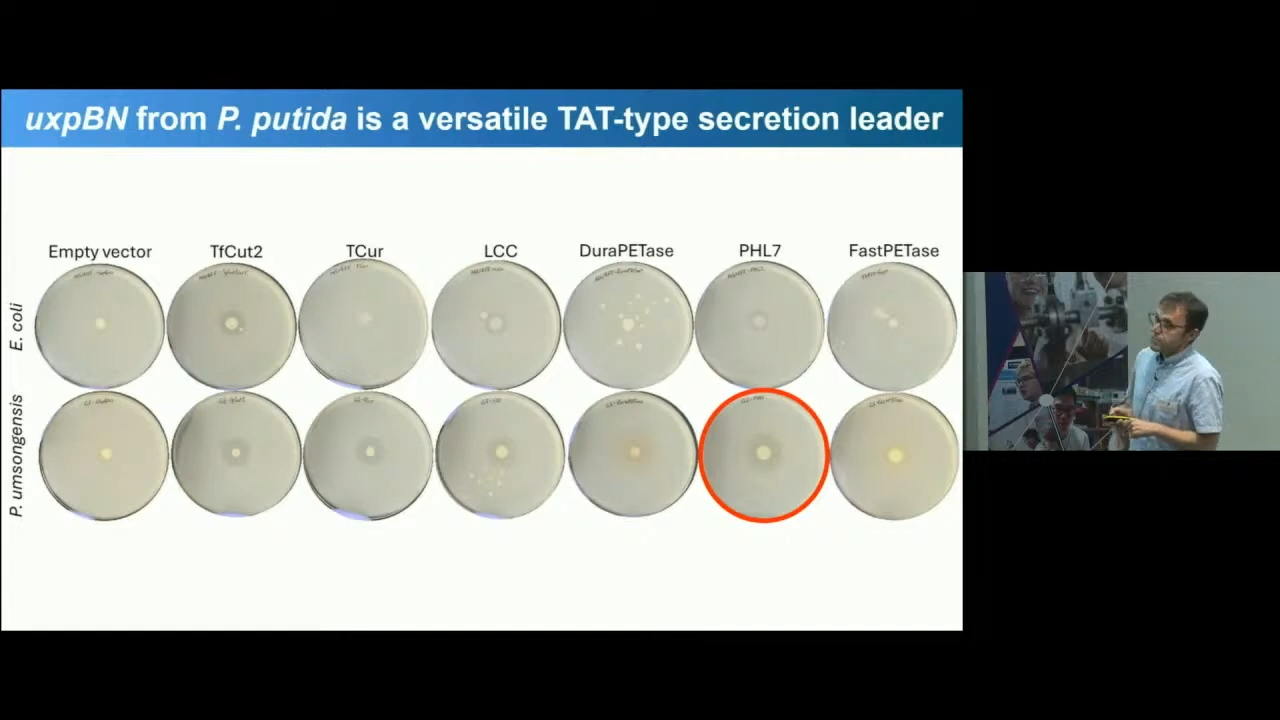 uxpBN from P. putida is a versatile TAT-type secretion leader
Empty vector TfCut2 TCur LCC DuraPETase PHL7 FastPETase
E. coli
P. umsongensis